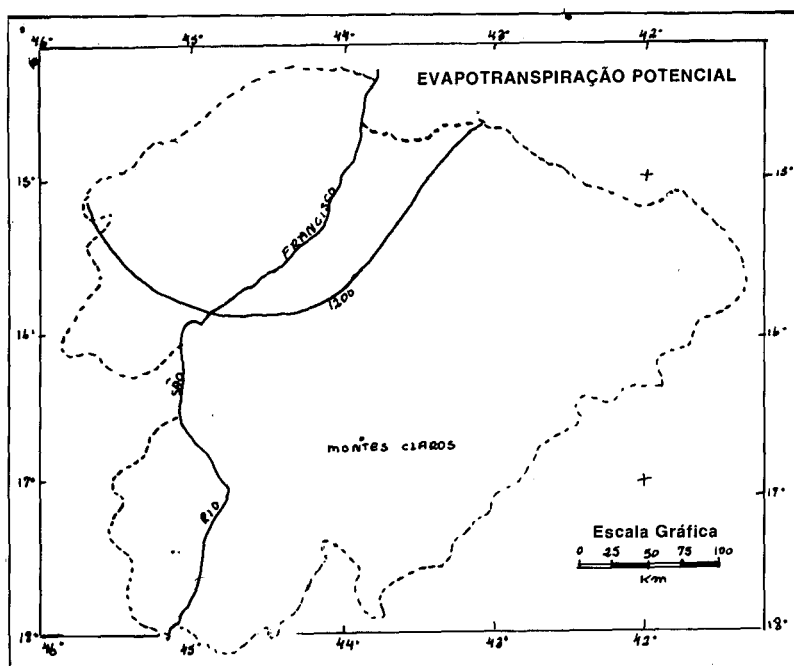 46° 45° 44° 43° 42°
EVAPOTRANSPIRAÇÃO POTENCIAL
15° 15°
FRANCISCO
1200
16° 16°
SÃO
MONTES CLAROS
17° 17°
RIO
Escala Gráfica
0 25 50 75 100
Km
18° 18°
46° 45° 44° 43° 42°